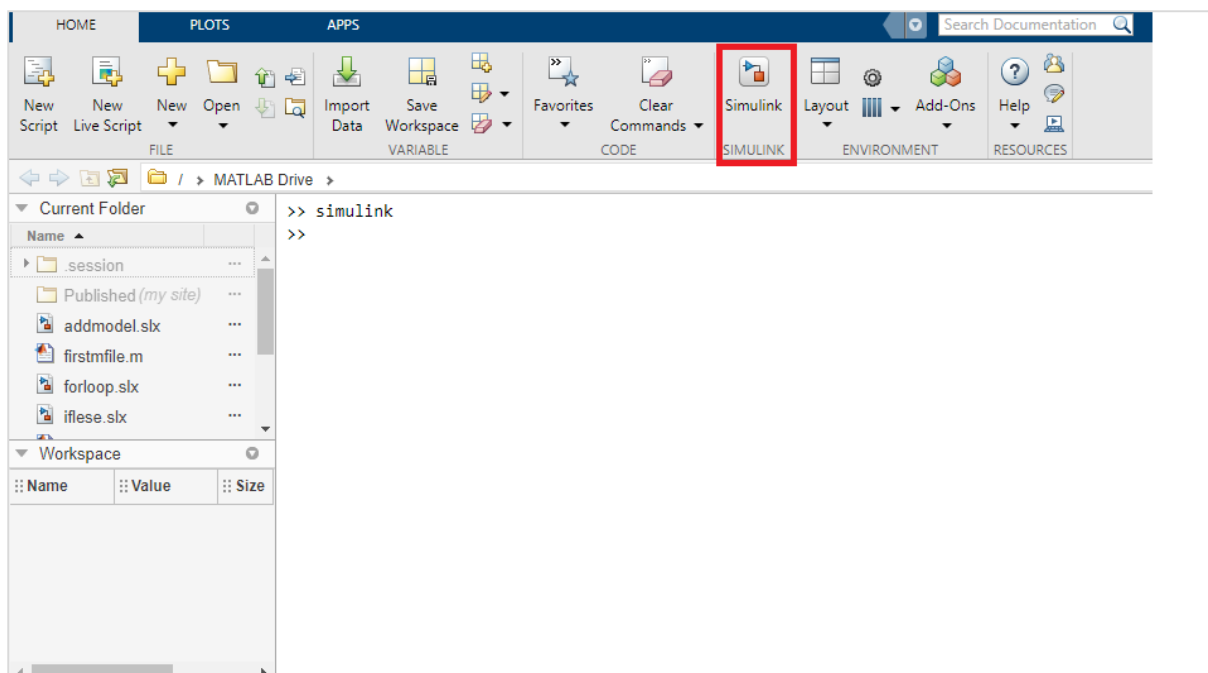 HOME PLOTS APPS Search Documentation
New Script New Live Script New Open Import Data Save Workspace Favorites Clear Commands Simulink Layout Add-Ons Help
FILE VARIABLE CODE SIMULINK ENVIRONMENT RESOURCES
/ > MATLAB Drive >
Current Folder
Name
.session
Published (my site)
addmodel.slx
firstmfile.m
forloop.slx
iflese.slx
Workspace
Name Value Size
>> simulink
>>